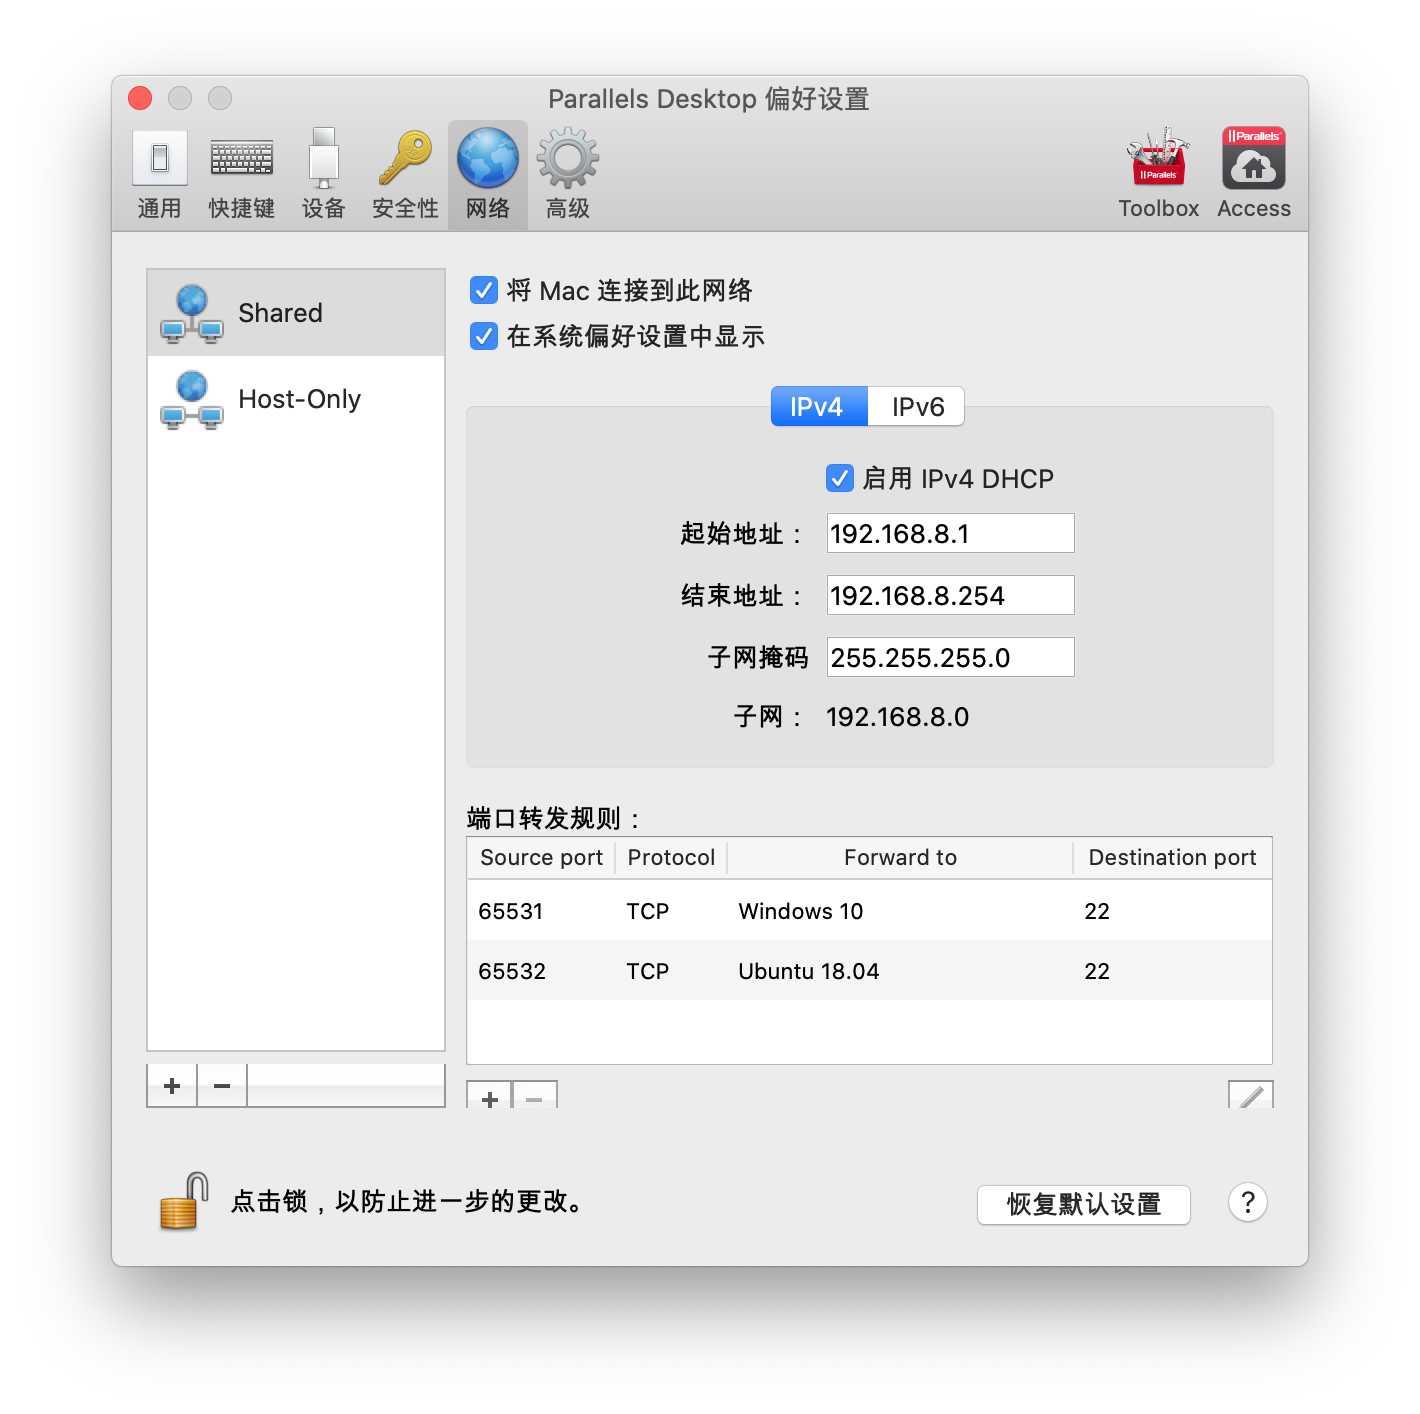 Parallels Desktop 偏好设置
Parallels
Parallels
通用 快捷键 设备 安全性 网络 高级 Toolbox Access
Shared
Host-Only
将 Mac 连接到此网络
在系统偏好设置中显示
IPv4 IPv6
启用 IPv4 DHCP
起始地址： 192.168.8.1
结束地址： 192.168.8.254
子网掩码 255.255.255.0
子网： 192.168.8.0
端口转发规则：
Source port Protocol Forward to Destination port
65531 TCP Windows 10 22
65532 TCP Ubuntu 18.04 22
+ −
+ −
点击锁，以防止进一步的更改。
恢复默认设置 ?